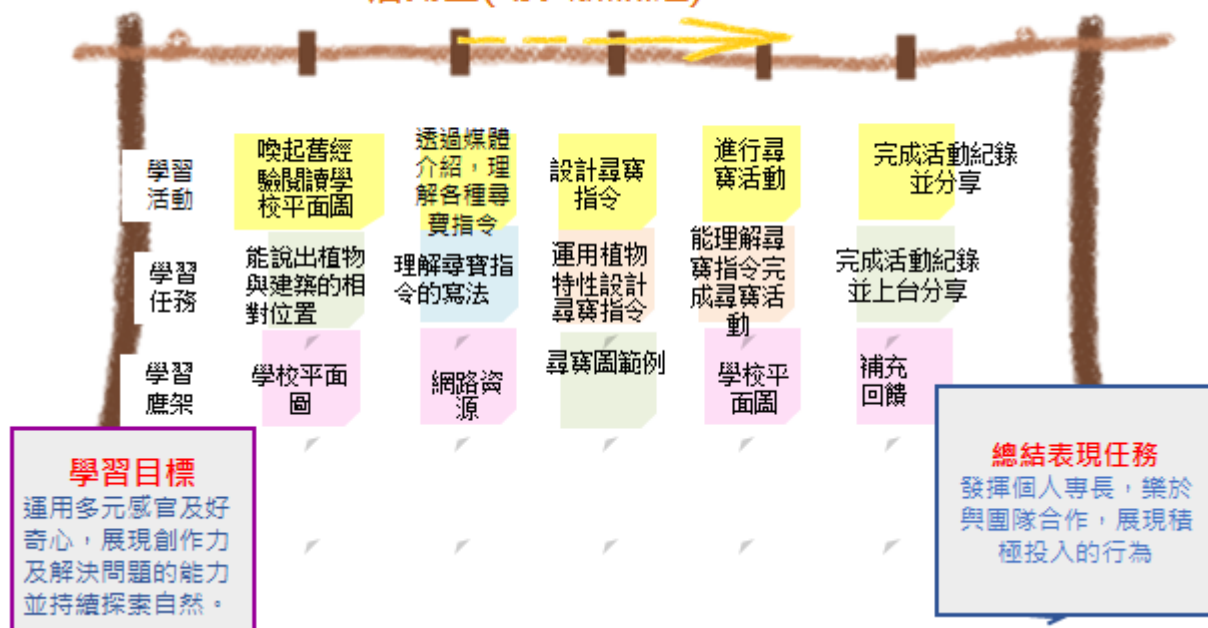 學習
活動
喚起舊經
驗閱讀學
校平面圖
透過媒體
介紹，理
解各種尋
寶指令
設計尋寶
指令
進行尋
寶活動
完成活動紀錄
並分享
學習
任務
能說出植物
與建築的相
對位置
理解尋寶指
令的寫法
運用植物
特性設計
尋寶指令
能理解尋
寶指令完
成尋寶活
動
完成活動紀錄
並上台分享
學習
鷹架
學校平面
圖
網路資
源
尋寶圖範例
學校平
面圖
補充
回饋
學習目標
運用多元感官及好
奇心，展現創作力
及解決問題的能力
並持續探索自然。
總結表現任務
發揮個人專長，樂於
與團隊合作，展現積
極投入的行為